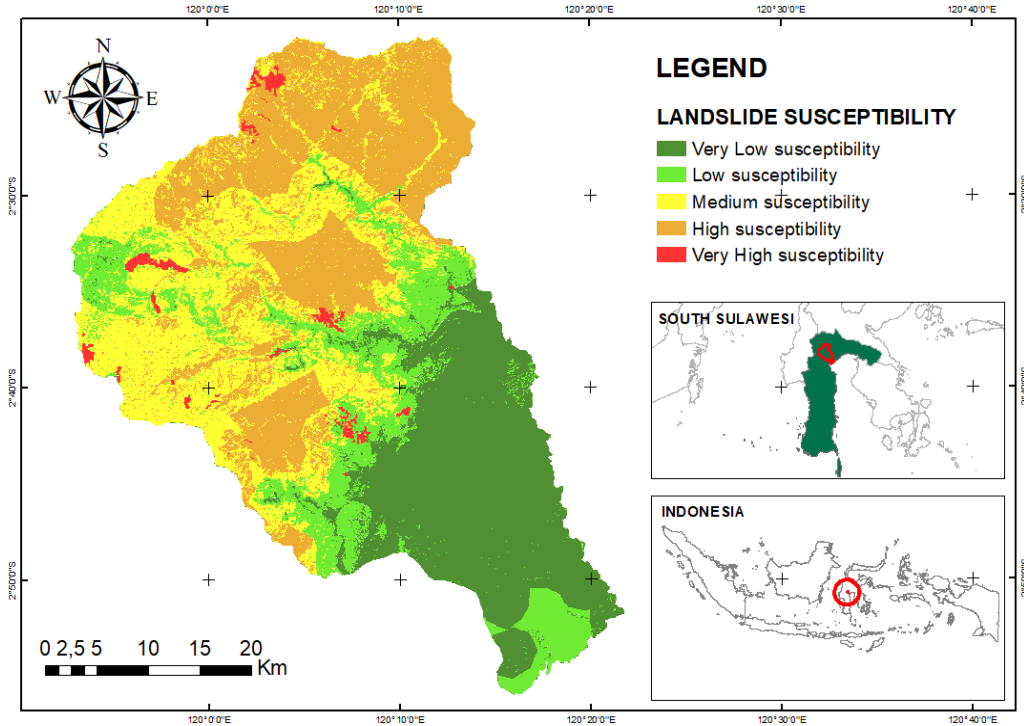 120°0'0"E 120°10'0"E 120°20'0"E 120°30'0"E 120°40'0"E
N
W E
S
LEGEND
LANDSLIDE SUSCEPTIBILITY
Very Low susceptibility
Low susceptibility
Medium susceptibility
High susceptibility
Very High susceptibility
2°30'0"S
SOUTH SULAWESI
2°40'0"S
INDONESIA
2°50'0"S
0 2,5 5 10 15 20
Km
120°0'0"E 120°10'0"E 120°20'0"E 120°30'0"E 120°40'0"E